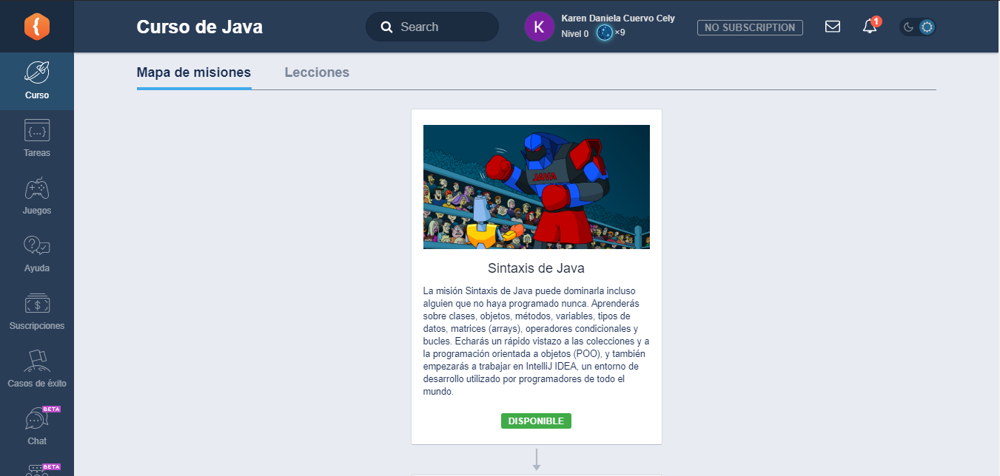 Curso de Java
Search
K
Karen Daniela Cuervo Cely
Nivel 0
×9
NO SUBSCRIPTION
1
Curso
{...}
Tareas
Juegos
?
Ayuda
$
Suscripciones
Casos de éxito
BETA
Chat
BETA
Mapa de misiones
Lecciones
JAVA
Sintaxis de Java
La misión Sintaxis de Java puede dominarla incluso
alguien que no haya programado nunca. Aprenderás
sobre clases, objetos, métodos, variables, tipos de
datos, matrices (arrays), operadores condicionales y
bucles. Echarás un rápido vistazo a las colecciones y a
la programación orientada a objetos (POO), y también
empezarás a trabajar en IntelliJ IDEA, un entorno de
desarrollo utilizado por programadores de todo el
mundo.
DISPONIBLE